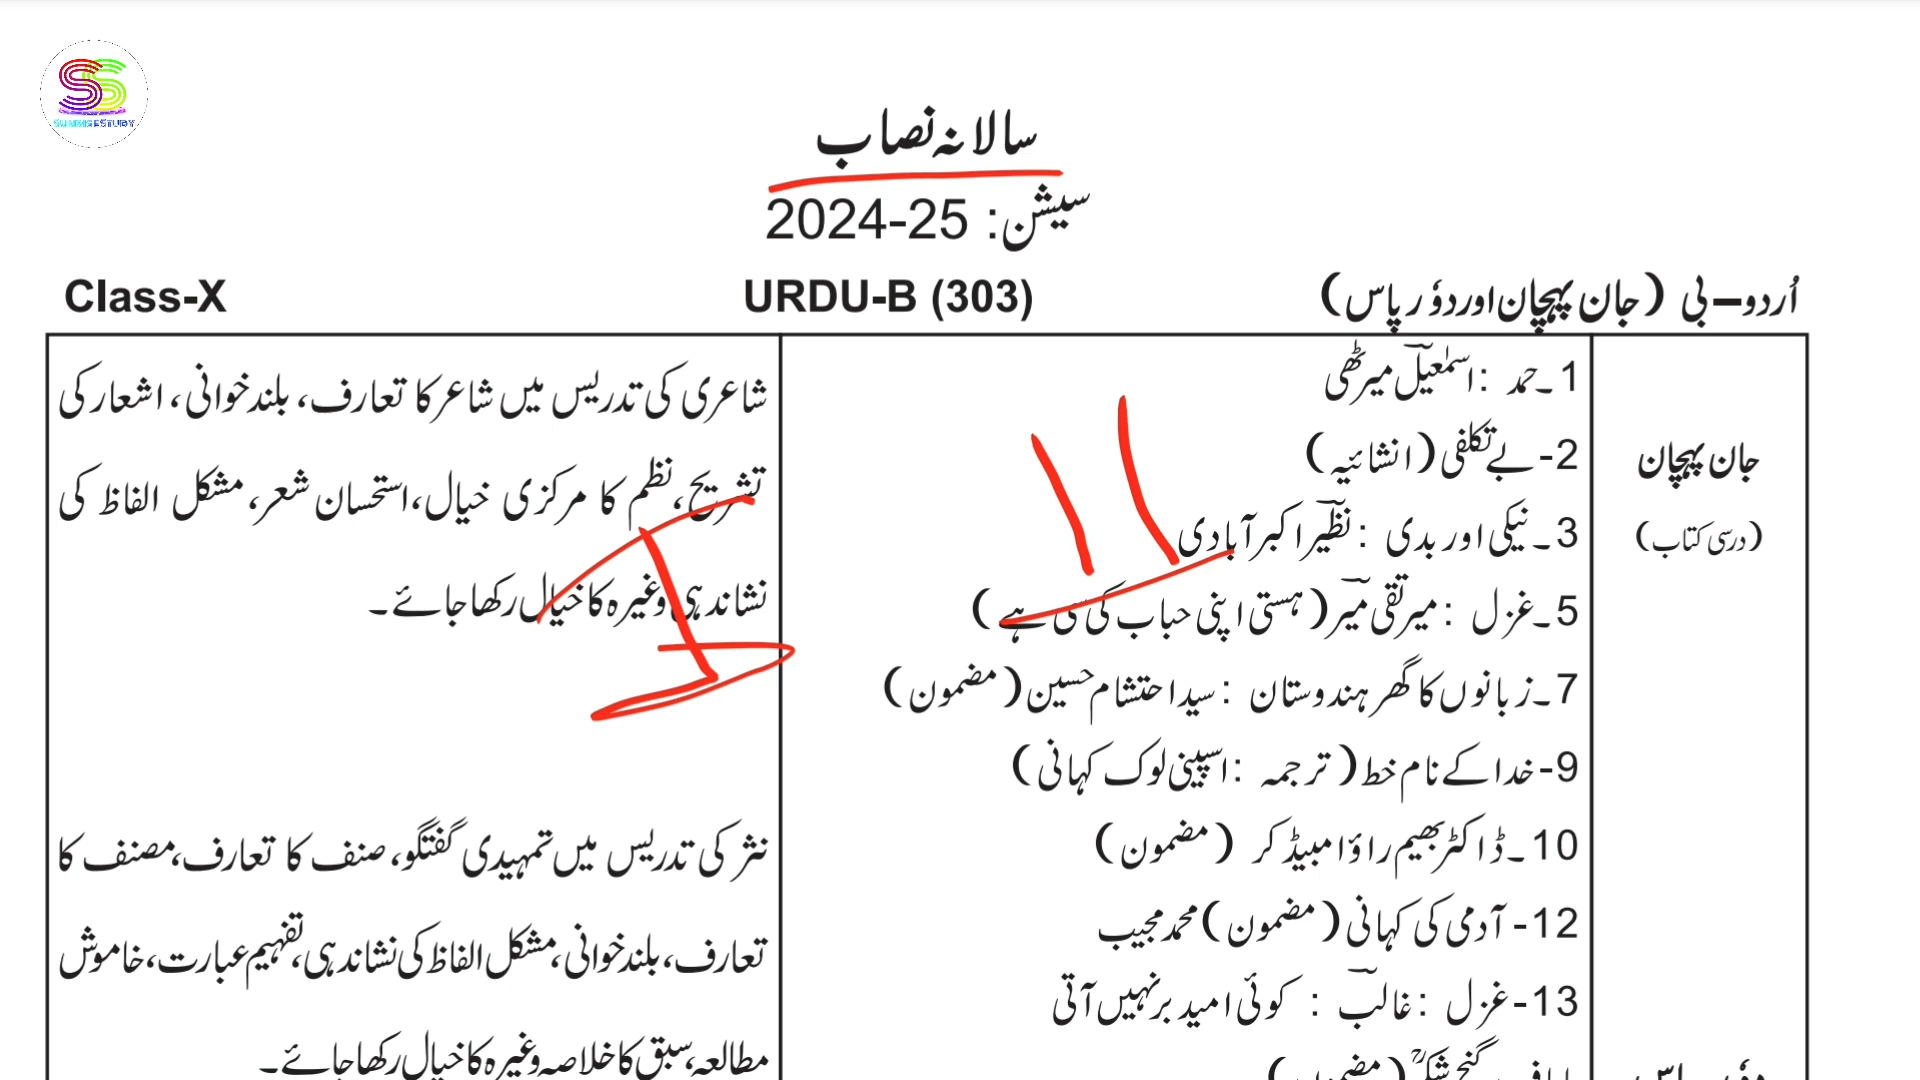 SUNRISESTUDY
سالانہ نصاب
سیشن: 2024-25
Class-X
URDU-B (303)
اُردو–بی (جان پہچان اور دوٗر پاس)
جان پہچان
(درسی کتاب)
1۔حمد : اسمٰعیلؔ میرٹھی
2- بے تکلفی (انشائیہ)
3۔نیکی اور بدی : نظیرؔ اکبر آبادی
5۔غزل : میر تقی میرؔ (ہستی اپنی حباب کی سی ہے)
7۔زبانوں کا گھر ہندوستان : سید احتشام حسین (مضمون)
9-خدا کے نام خط (ترجمہ :اسپینی لوک کہانی)
10۔ڈاکٹر بھیم راؤ امبیڈکر (مضمون)
12- آدمی کی کہانی (مضمون) محمد مجیب
13-غزل :غالبؔ : کوئی امید بر نہیں آتی
گنج شکرؒ (مضمون)
شاعری کی تدریس میں شاعر کا تعارف، بلند خوانی، اشعار کی
تشریح، نظم کا مرکزی خیال، استحسان شعر، مشکل الفاظ کی
نشاندہی وغیرہ کا خیال رکھا جائے۔
نثر کی تدریس میں تمہیدی گفتگو، صنف کا تعارف، مصنف کا
تعارف، بلند خوانی، مشکل الفاظ کی نشاندہی، تفہیم عبارت، خاموش
مطالعہ، سبق کا خلاصہ وغیرہ کا خیال رکھا جائے۔